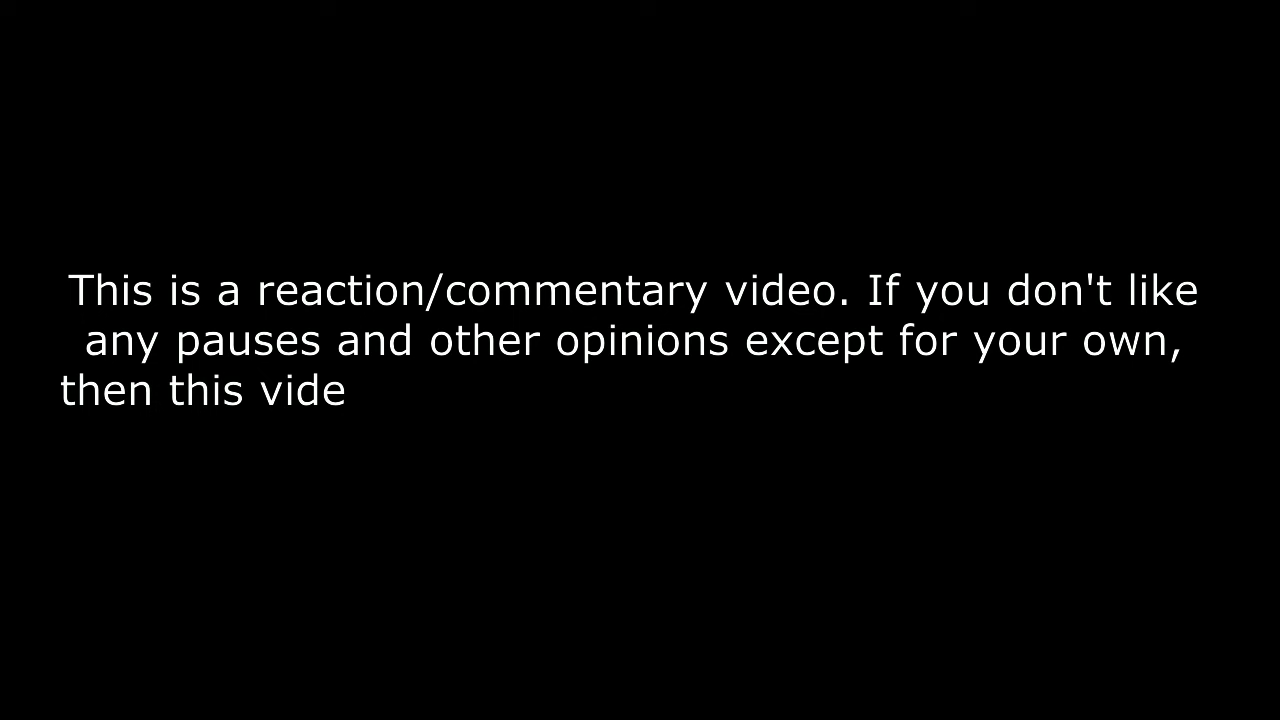 This is a reaction/commentary video. If you don't like
any pauses and other opinions except for your own,
then this vide